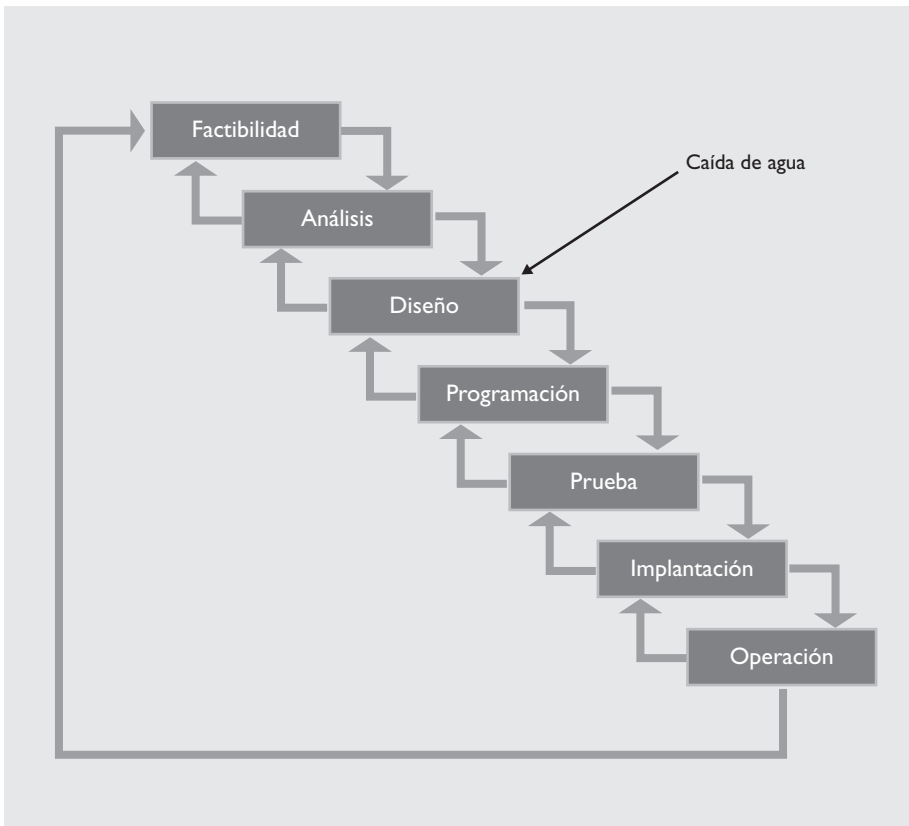 Factibilidad
Caída de agua
Análisis
Diseño
Programación
Prueba
Implantación
Operación